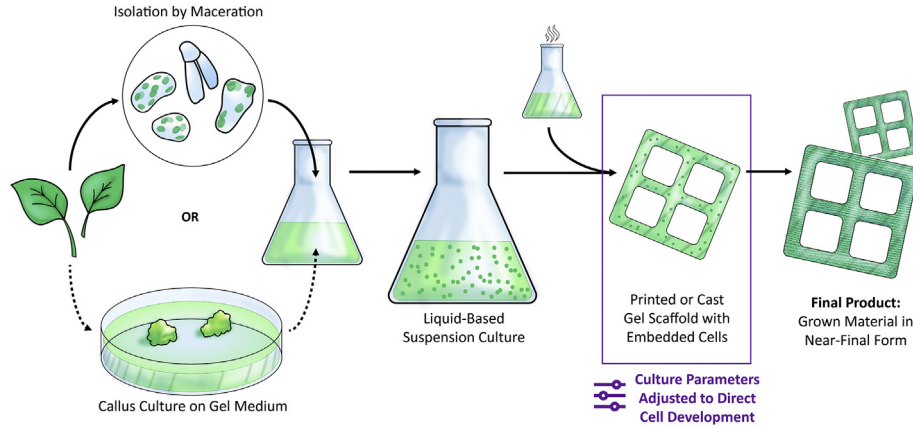 Isolation by Maceration
OR
Callus Culture on Gel Medium
Liquid-Based
Suspension Culture
Printed or Cast
Gel Scaffold with
Embedded Cells
Culture Parameters
Adjusted to Direct
Cell Development
Final Product:
Grown Material in
Near-Final Form